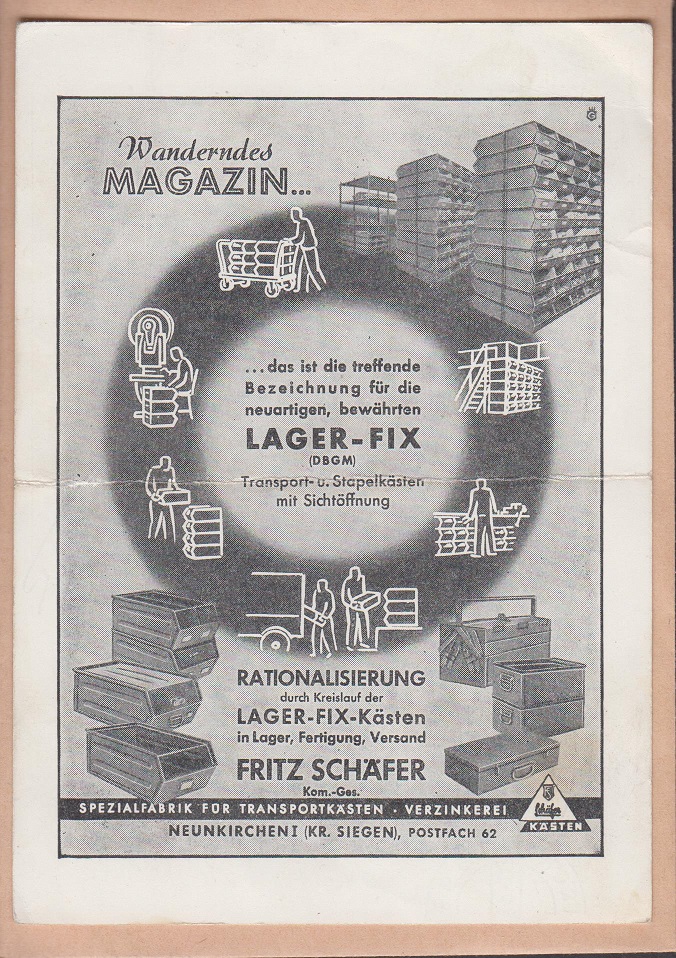 Wanderndes
MAGAZIN...
...das ist die treffende
Bezeichnung für die
neuartigen, bewährten
LAGER-FIX
(DBGM)
Transport- u. Stapelkästen
mit Sichtöffnung
RATIONALISIERUNG
durch Kreislauf der
LAGER-FIX-Kästen
in Lager, Fertigung, Versand
FRITZ SCHÄFER
Kom.-Ges.
SPEZIALFABRIK FÜR TRANSPORTKÄSTEN · VERZINKEREI
Schäfer
KÄSTEN
NEUNKIRCHEN I (KR. SIEGEN), POSTFACH 62